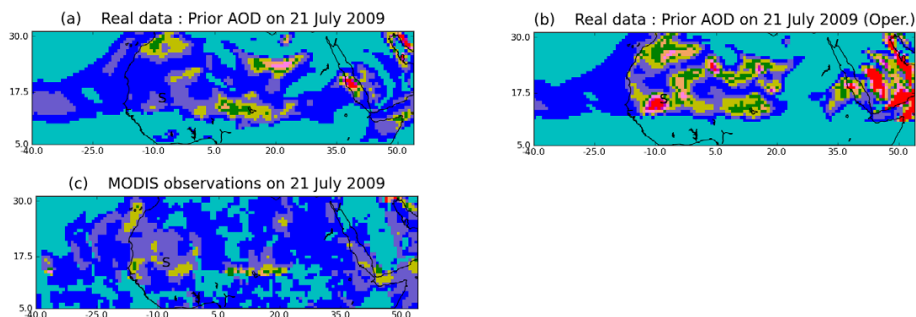 (a) Real data : Prior AOD on 21 July 2009
30.0
17.5
5.0
S
-40.0 -25.0 -10.0 5.0 20.0 35.0 50.0
(b) Real data : Prior AOD on 21 July 2009 (Oper.)
30.0
17.5
5.0
S
-40.0 -25.0 -10.0 5.0 20.0 35.0 50.0
(c) MODIS observations on 21 July 2009
30.0
17.5
5.0
S
-40.0 -25.0 -10.0 5.0 20.0 35.0 50.0